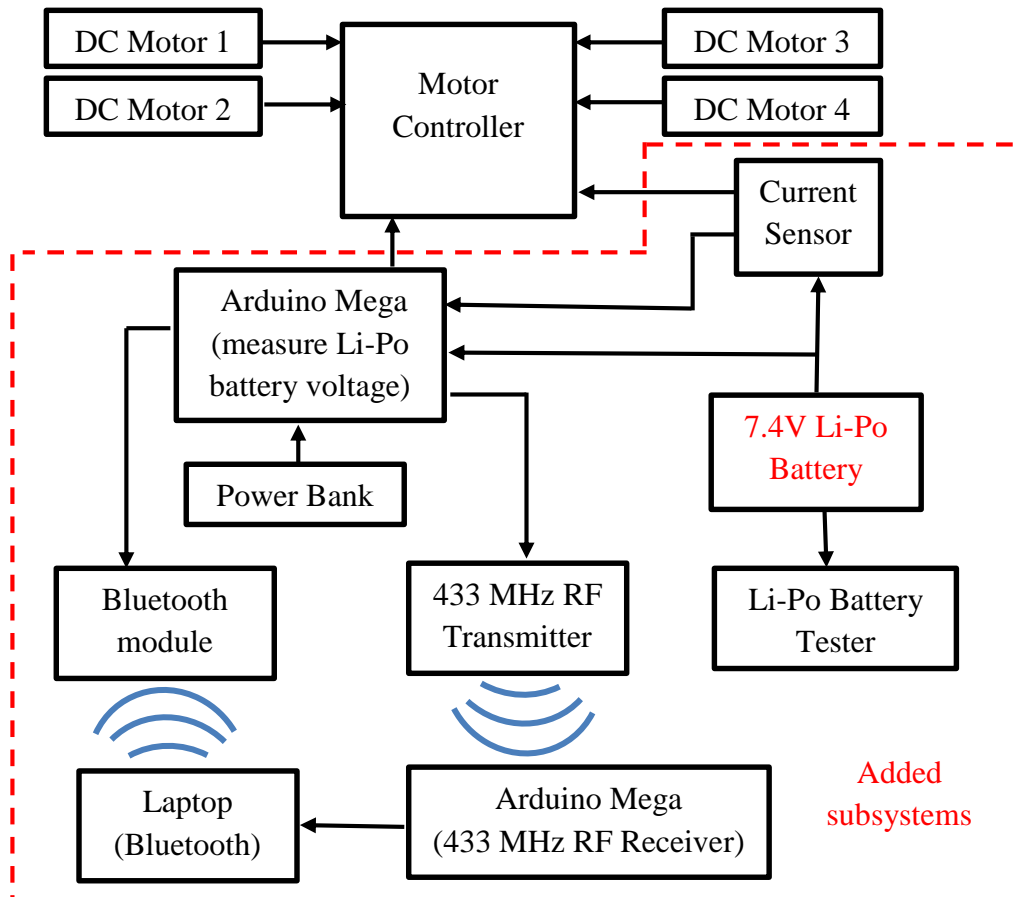 DC Motor 1
DC Motor 2
Motor
Controller
DC Motor 3
DC Motor 4
Current
Sensor
Arduino Mega
(measure Li-Po
battery voltage)
Power Bank
7.4V Li-Po
Battery
Bluetooth
module
433 MHz RF
Transmitter
Li-Po Battery
Tester
Laptop
(Bluetooth)
Arduino Mega
(433 MHz RF Receiver)
Added
subsystems